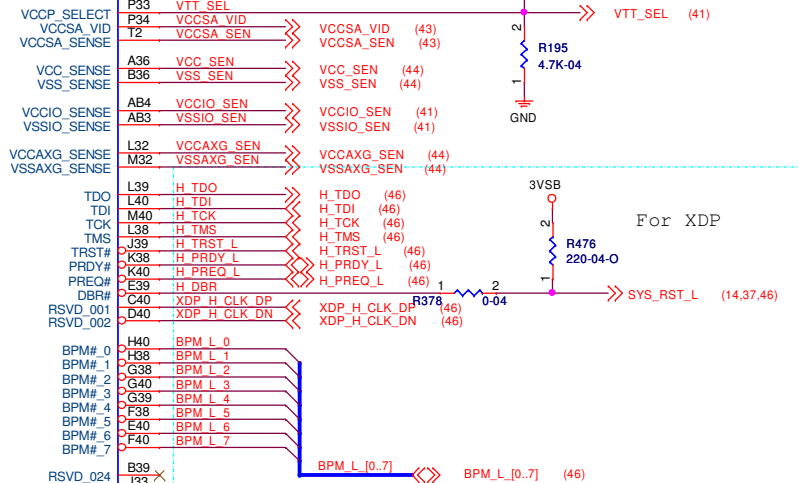 VCCP_SELECT P33 VTT_SEL VTT_SEL (41)
VCCSA_VID P34 VCCSA_VID VCCSA_VID (43)
VCCSA_SENSE T2 VCCSA_SEN VCCSA_SEN (43)
2
R195
4.7K-04
1
GND
VCC_SENSE A36 VCC_SEN VCC_SEN (44)
VSS_SENSE B36 VSS_SEN VSS_SEN (44)
VCCIO_SENSE AB4 VCCIO_SEN VCCIO_SEN (41)
VSSIO_SENSE AB3 VSSIO_SEN VSSIO_SEN (41)
VCCAXG_SENSE L32 VCCAXG_SEN VCCAXG_SEN (44)
VSSAXG_SENSE M32 VSSAXG_SEN VSSAXG_SEN (44)
TDO L39 H_TDO H_TDO (46)
TDI L40 H_TDI H_TDI (46)
TCK M40 H_TCK H_TCK (46)
TMS L38 H_TMS H_TMS (46)
TRST# J39 H_TRST_L H_TRST_L (46)
PRDY# K38 H_PRDY_L H_PRDY_L (46)
PREQ# K40 H_PREQ_L H_PREQ_L (46)
DBR# E39 H_DBR 1 R378 2 0-04 SYS_RST_L (14,37,46)
3VSB
For XDP
2
R476
220-04-O
1
RSVD_001 C40 XDP_H_CLK_DP XDP_H_CLK_DP (46)
RSVD_002 D40 XDP_H_CLK_DN XDP_H_CLK_DN (46)
BPM#_0 H40 BPM_L_0
BPM#_1 H38 BPM_L_1
BPM#_2 G38 BPM_L_2
BPM#_3 G40 BPM_L_3
BPM#_4 G39 BPM_L_4
BPM#_5 F38 BPM_L_5
BPM#_6 E40 BPM_L_6
BPM#_7 F40 BPM_L_7
BPM_L_[0..7] BPM_L_[0..7] (46)
RSVD_024 B39
J33